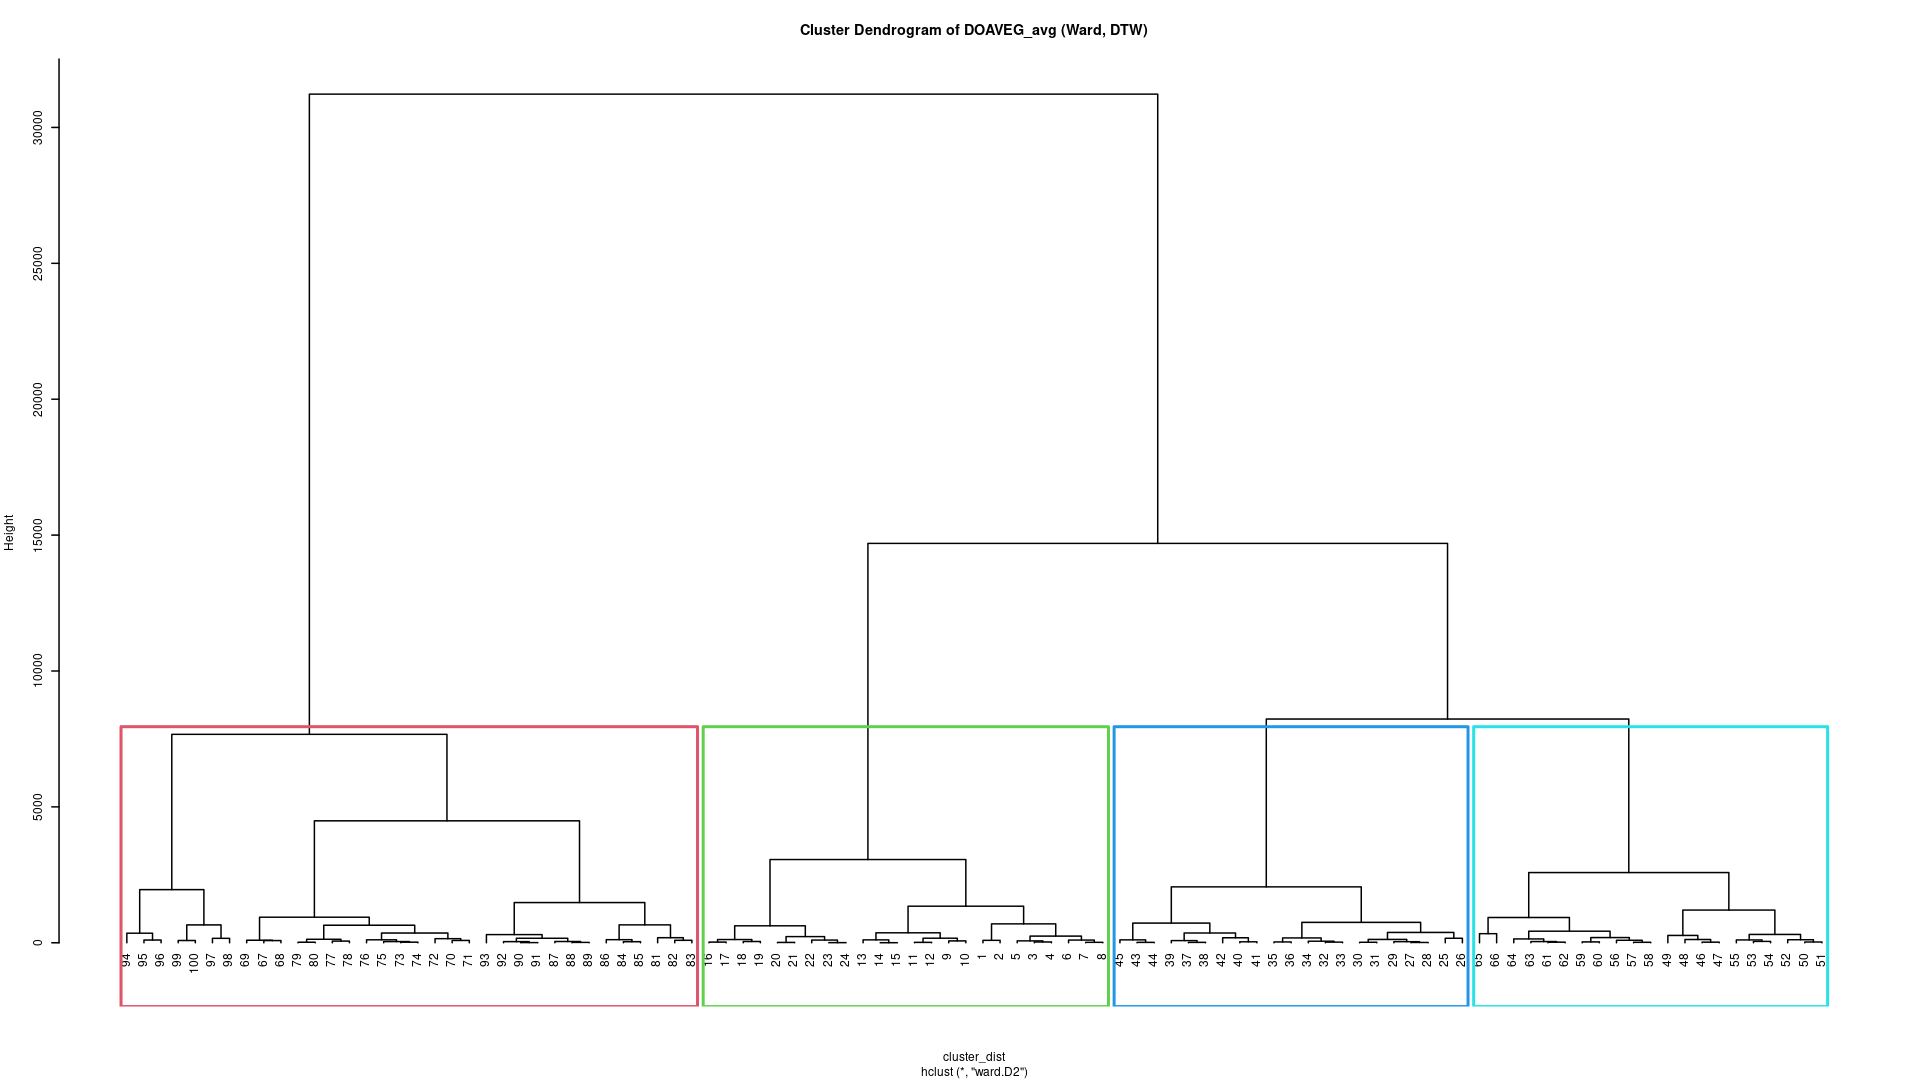 Cluster Dendrogram of DOAVEG_avg (Ward, DTW)
Height
30000
25000
20000
15000
10000
5000
0
94 95 96 99 100 97 98 69 67 68 79 80 77 78 76 75 73 74 72 70 71 93 92 90 91 87 88 89 86 84 85 81 82 83 16 17 18 19 20 21 22 23 24 13 14 15 11 12 9 10 1 2 5 3 4 6 7 8 45 43 44 39 37 38 42 40 41 35 36 34 32 33 30 31 29 27 28 25 26 65 66 64 63 61 62 59 60 56 57 58 49 48 46 47 55 53 54 52 50 51
cluster_dist
hclust (*, "ward.D2")